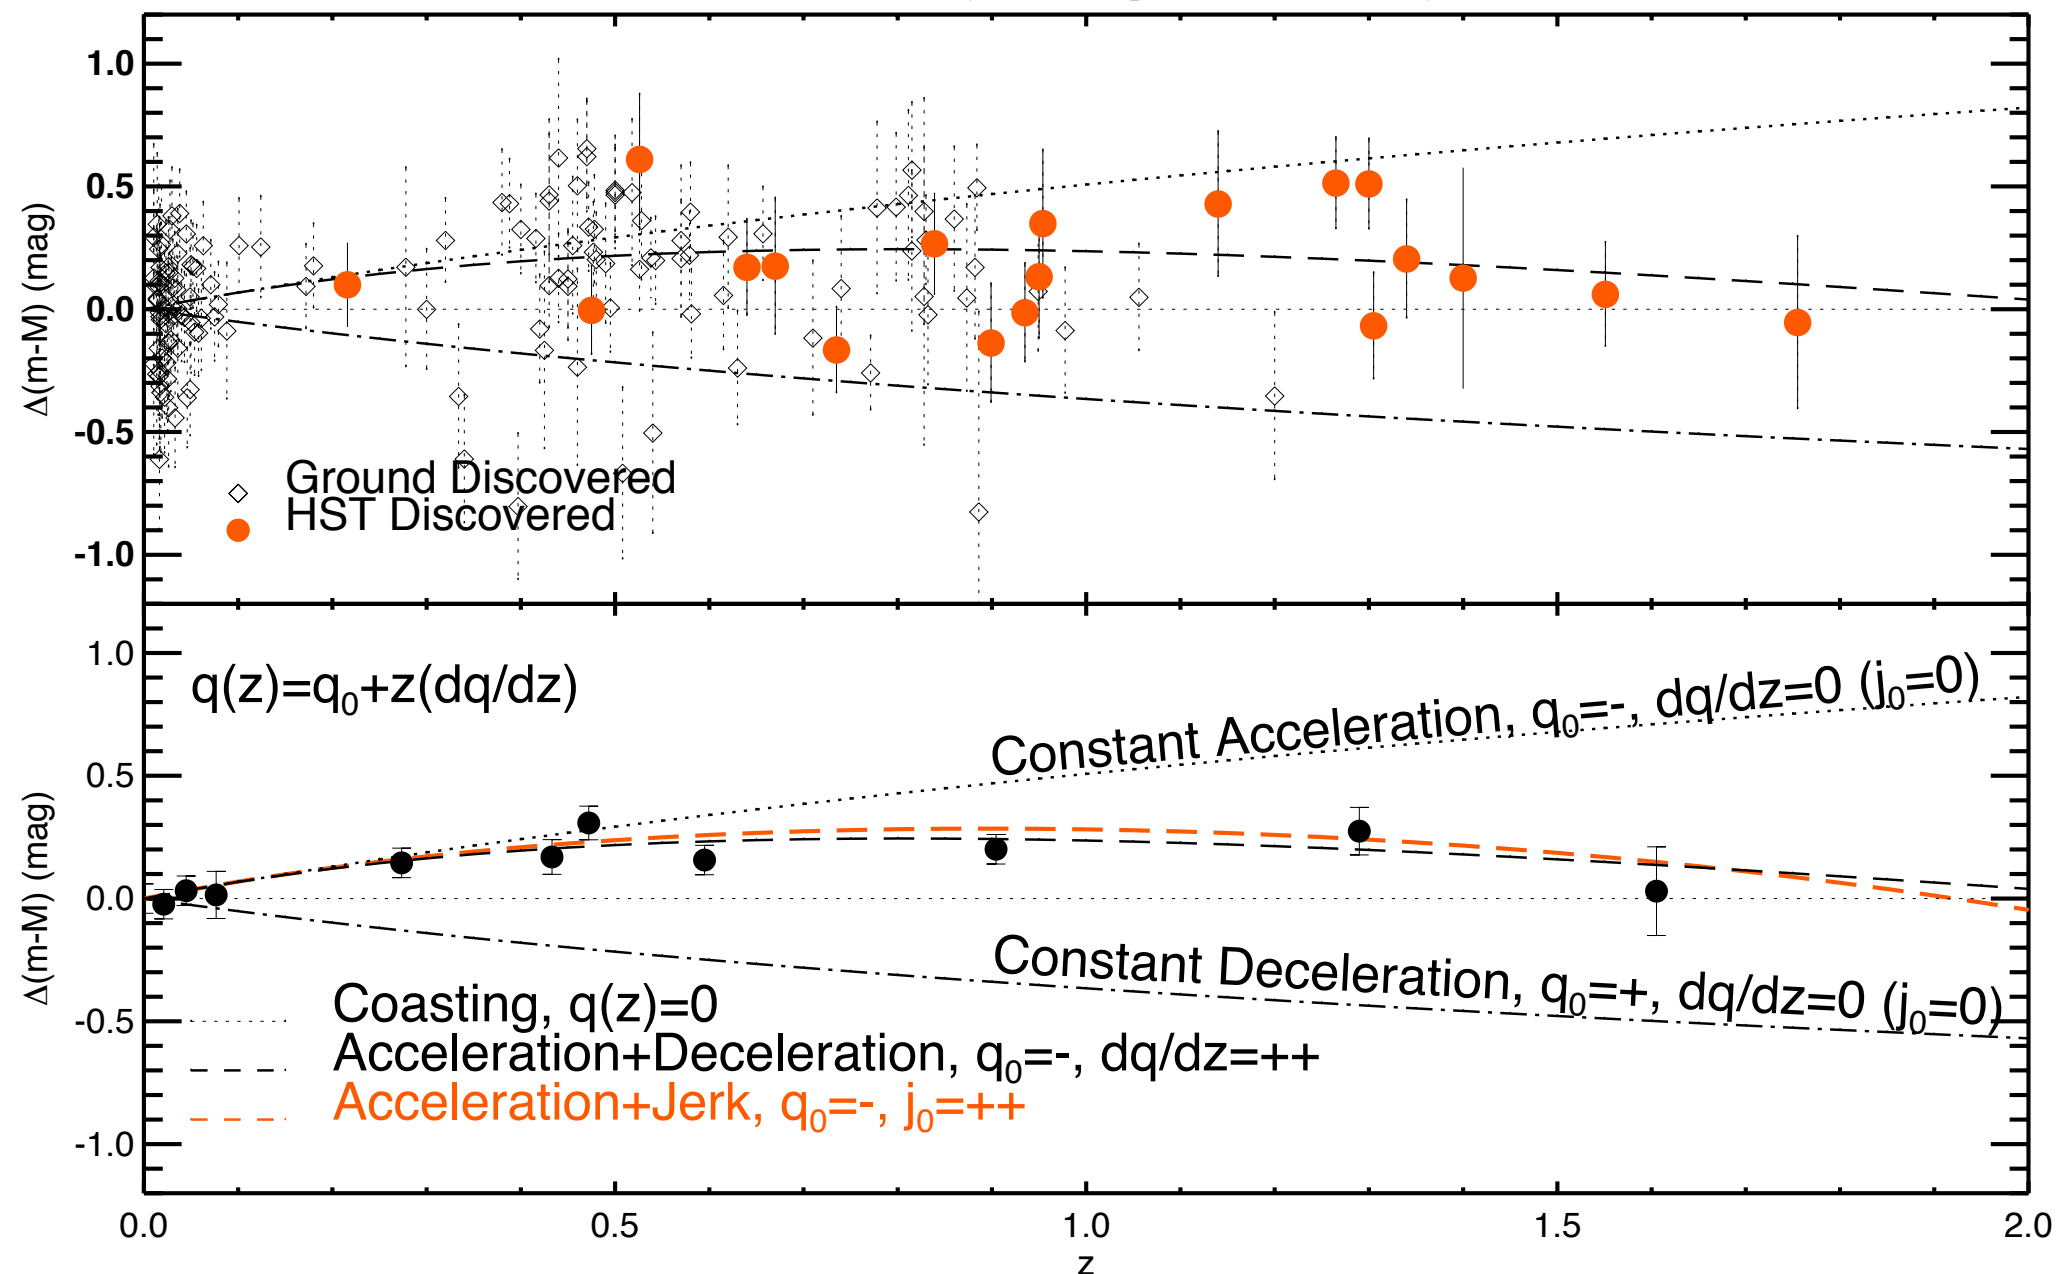 1.0
0.5
0.0
-0.5
-1.0
Δ(m-M) (mag)
Ground Discovered
HST Discovered
1.0
0.5
0.0
-0.5
-1.0
Δ(m-M) (mag)
q(z)=q₀+z(dq/dz)
Constant Acceleration, q₀=-, dq/dz=0 (j₀=0)
Constant Deceleration, q₀=+, dq/dz=0 (j₀=0)
Coasting, q(z)=0
Acceleration+Deceleration, q₀=-, dq/dz=++
Acceleration+Jerk, q₀=-, j₀=++
0.0 0.5 1.0 1.5 2.0
z